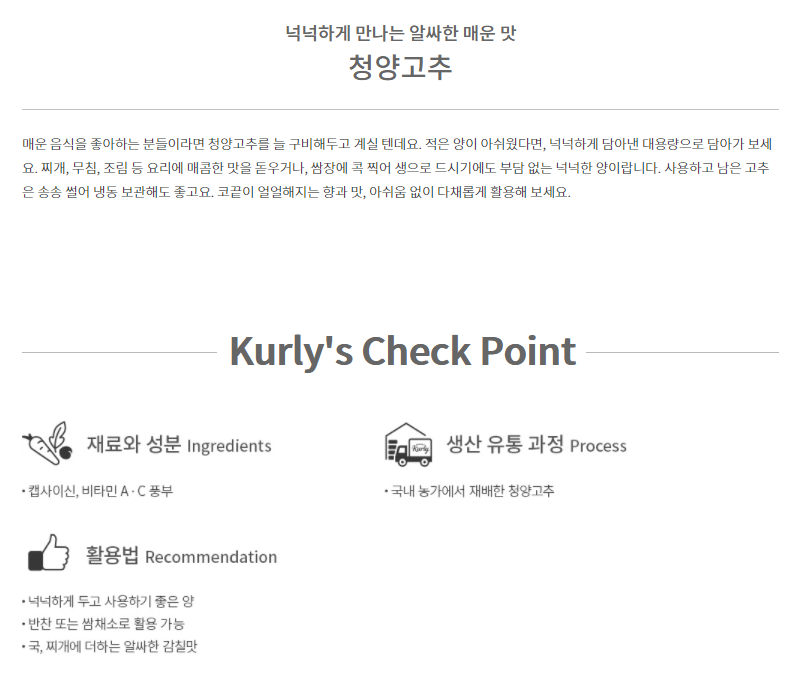 넉넉하게 만나는 알싸한 매운 맛
청양고추
매운 음식을 좋아하는 분들이라면 청양고추를 늘 구비해두고 계실 텐데요. 적은 양이 아쉬웠다면, 넉넉하게 담아낸 대용량으로 담아가 보세
요. 찌개, 무침, 조림 등 요리에 매콤한 맛을 돋우거나, 쌈장에 콕 찍어 생으로 드시기에도 부담 없는 넉넉한 양이랍니다. 사용하고 남은 고추
은 송송 썰어 냉동 보관해도 좋고요. 코끝이 얼얼해지는 향과 맛, 아쉬움 없이 다채롭게 활용해 보세요.
Kurly's Check Point
재료와 성분 Ingredients
• 캡사이신, 비타민 A · C 풍부
Kurly
생산 유통 과정 Process
• 국내 농가에서 재배한 청양고추
활용법 Recommendation
• 넉넉하게 두고 사용하기 좋은 양
• 반찬 또는 쌈채소로 활용 가능
• 국, 찌개에 더하는 알싸한 감칠맛